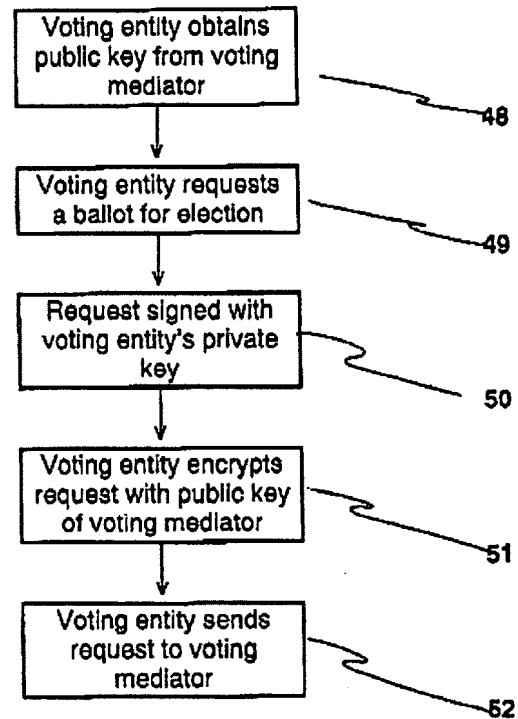 Voting entity obtains
public key from voting
mediator
48
Voting entity requests
a ballot for election
49
Request signed with
voting entity's private
key
50
Voting entity encrypts
request with public key
of voting mediator
51
Voting entity sends
request to voting
mediator
52